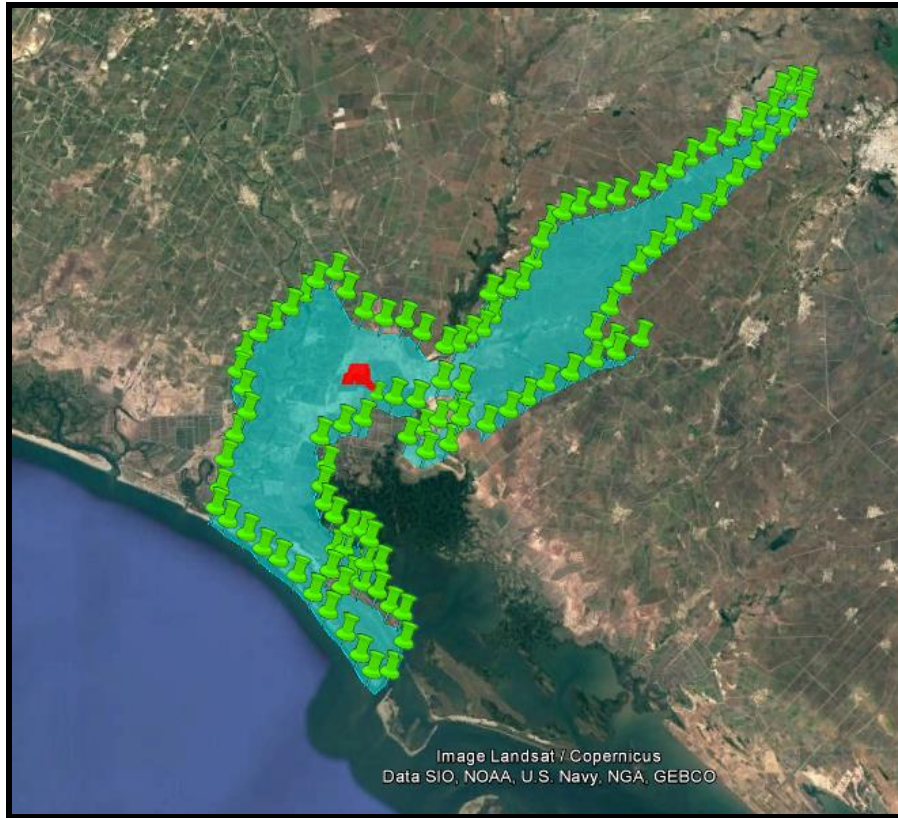 Image Landsat / Copernicus
Data SIO, NOAA, U.S. Navy, NGA, GEBCO